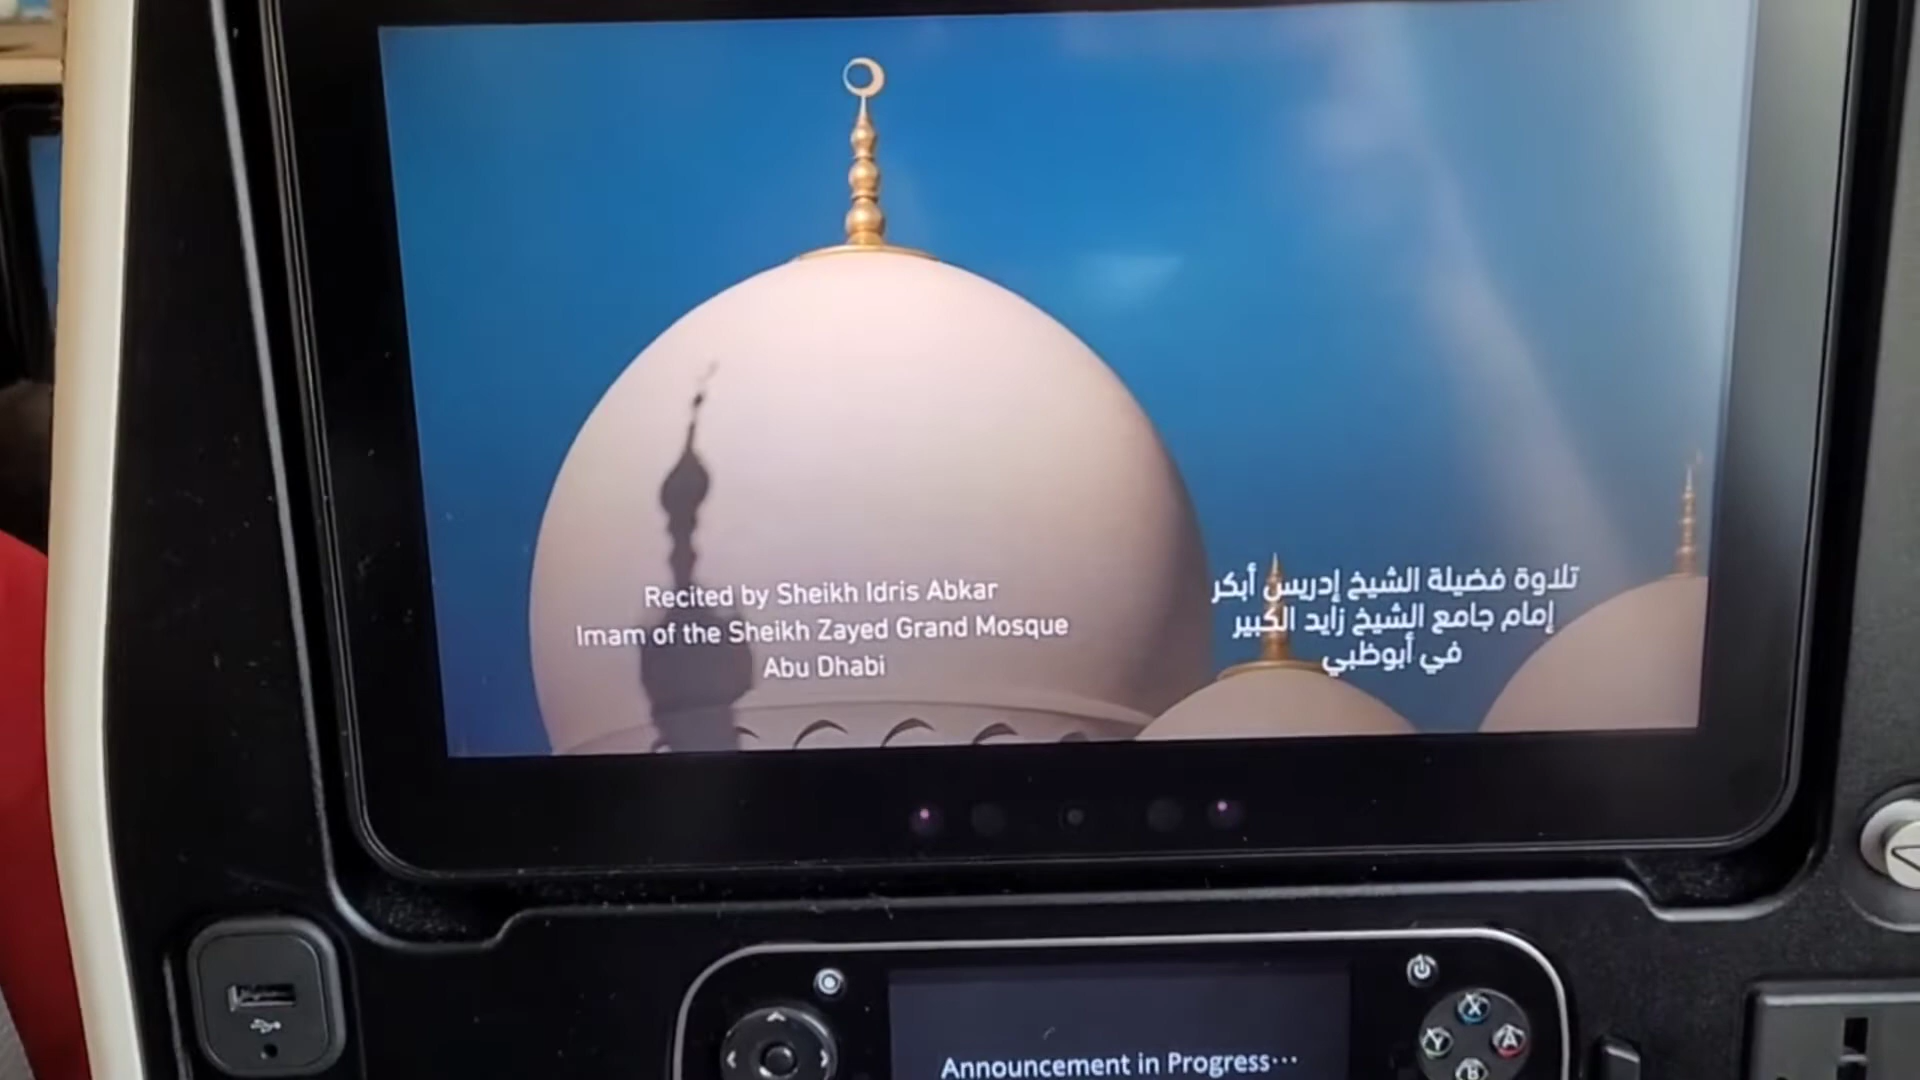 Recited by Sheikh Idris Abkar
Imam of the Sheikh Zayed Grand Mosque
Abu Dhabi
تلاوة فضيلة الشيخ إدريس أبكر
إمام جامع الشيخ زايد الكبير
في أبوظبي
Announcement in Progress...
X
Y
A
B